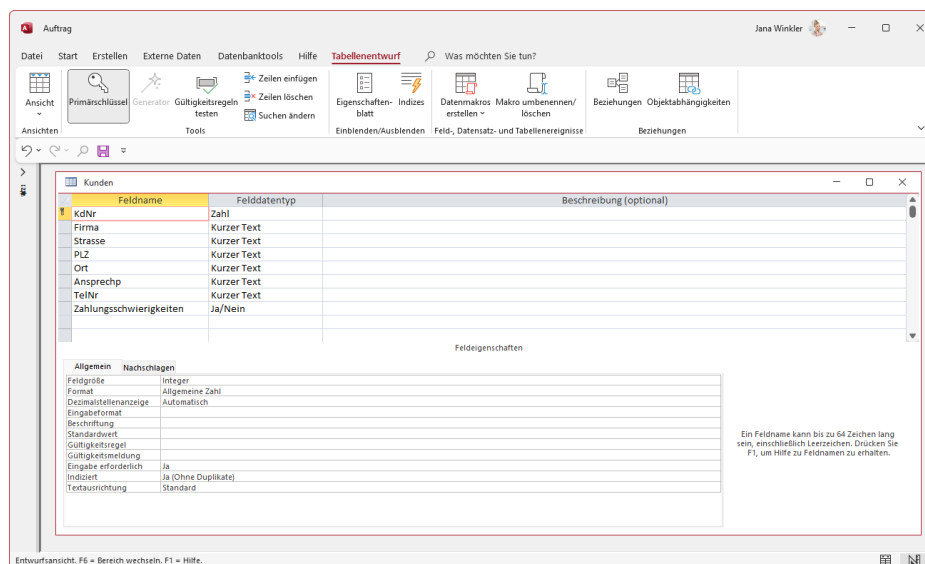 Auftrag
Jana Winkler
Datei Start Erstellen Externe Daten Datenbanktools Hilfe Tabellenentwurf Was möchten Sie tun?
Ansicht
Ansichten
Primärschlüssel Generator Gültigkeitsregeln testen
Zeilen einfügen
Zeilen löschen
Suchen ändern
Tools
Eigenschaften-blatt Indizes
Einblenden/Ausblenden
Datenmakros erstellen Makro umbenennen/löschen
Feld-, Datensatz- und Tabellenereignisse
Beziehungen Objektabhängigkeiten
Beziehungen
Kunden
Feldname Felddatentyp Beschreibung (optional)
KdNr Zahl
Firma Kurzer Text
Strasse Kurzer Text
PLZ Kurzer Text
Ort Kurzer Text
Ansprechp Kurzer Text
TelNr Kurzer Text
Zahlungsschwierigkeiten Ja/Nein
Feldeigenschaften
Allgemein Nachschlagen
Feldgröße Integer
Format Allgemeine Zahl
Dezimalstellenanzeige Automatisch
Eingabeformat
Beschriftung
Standardwert
Gültigkeitsregel
Gültigkeitsmeldung
Eingabe erforderlich Ja
Indiziert Ja (Ohne Duplikate)
Textausrichtung Standard
Ein Feldname kann bis zu 64 Zeichen lang
sein, einschließlich Leerzeichen. Drücken Sie
F1, um Hilfe zu Feldnamen zu erhalten.
Entwurfsansicht. F6 = Bereich wechseln. F1 = Hilfe.